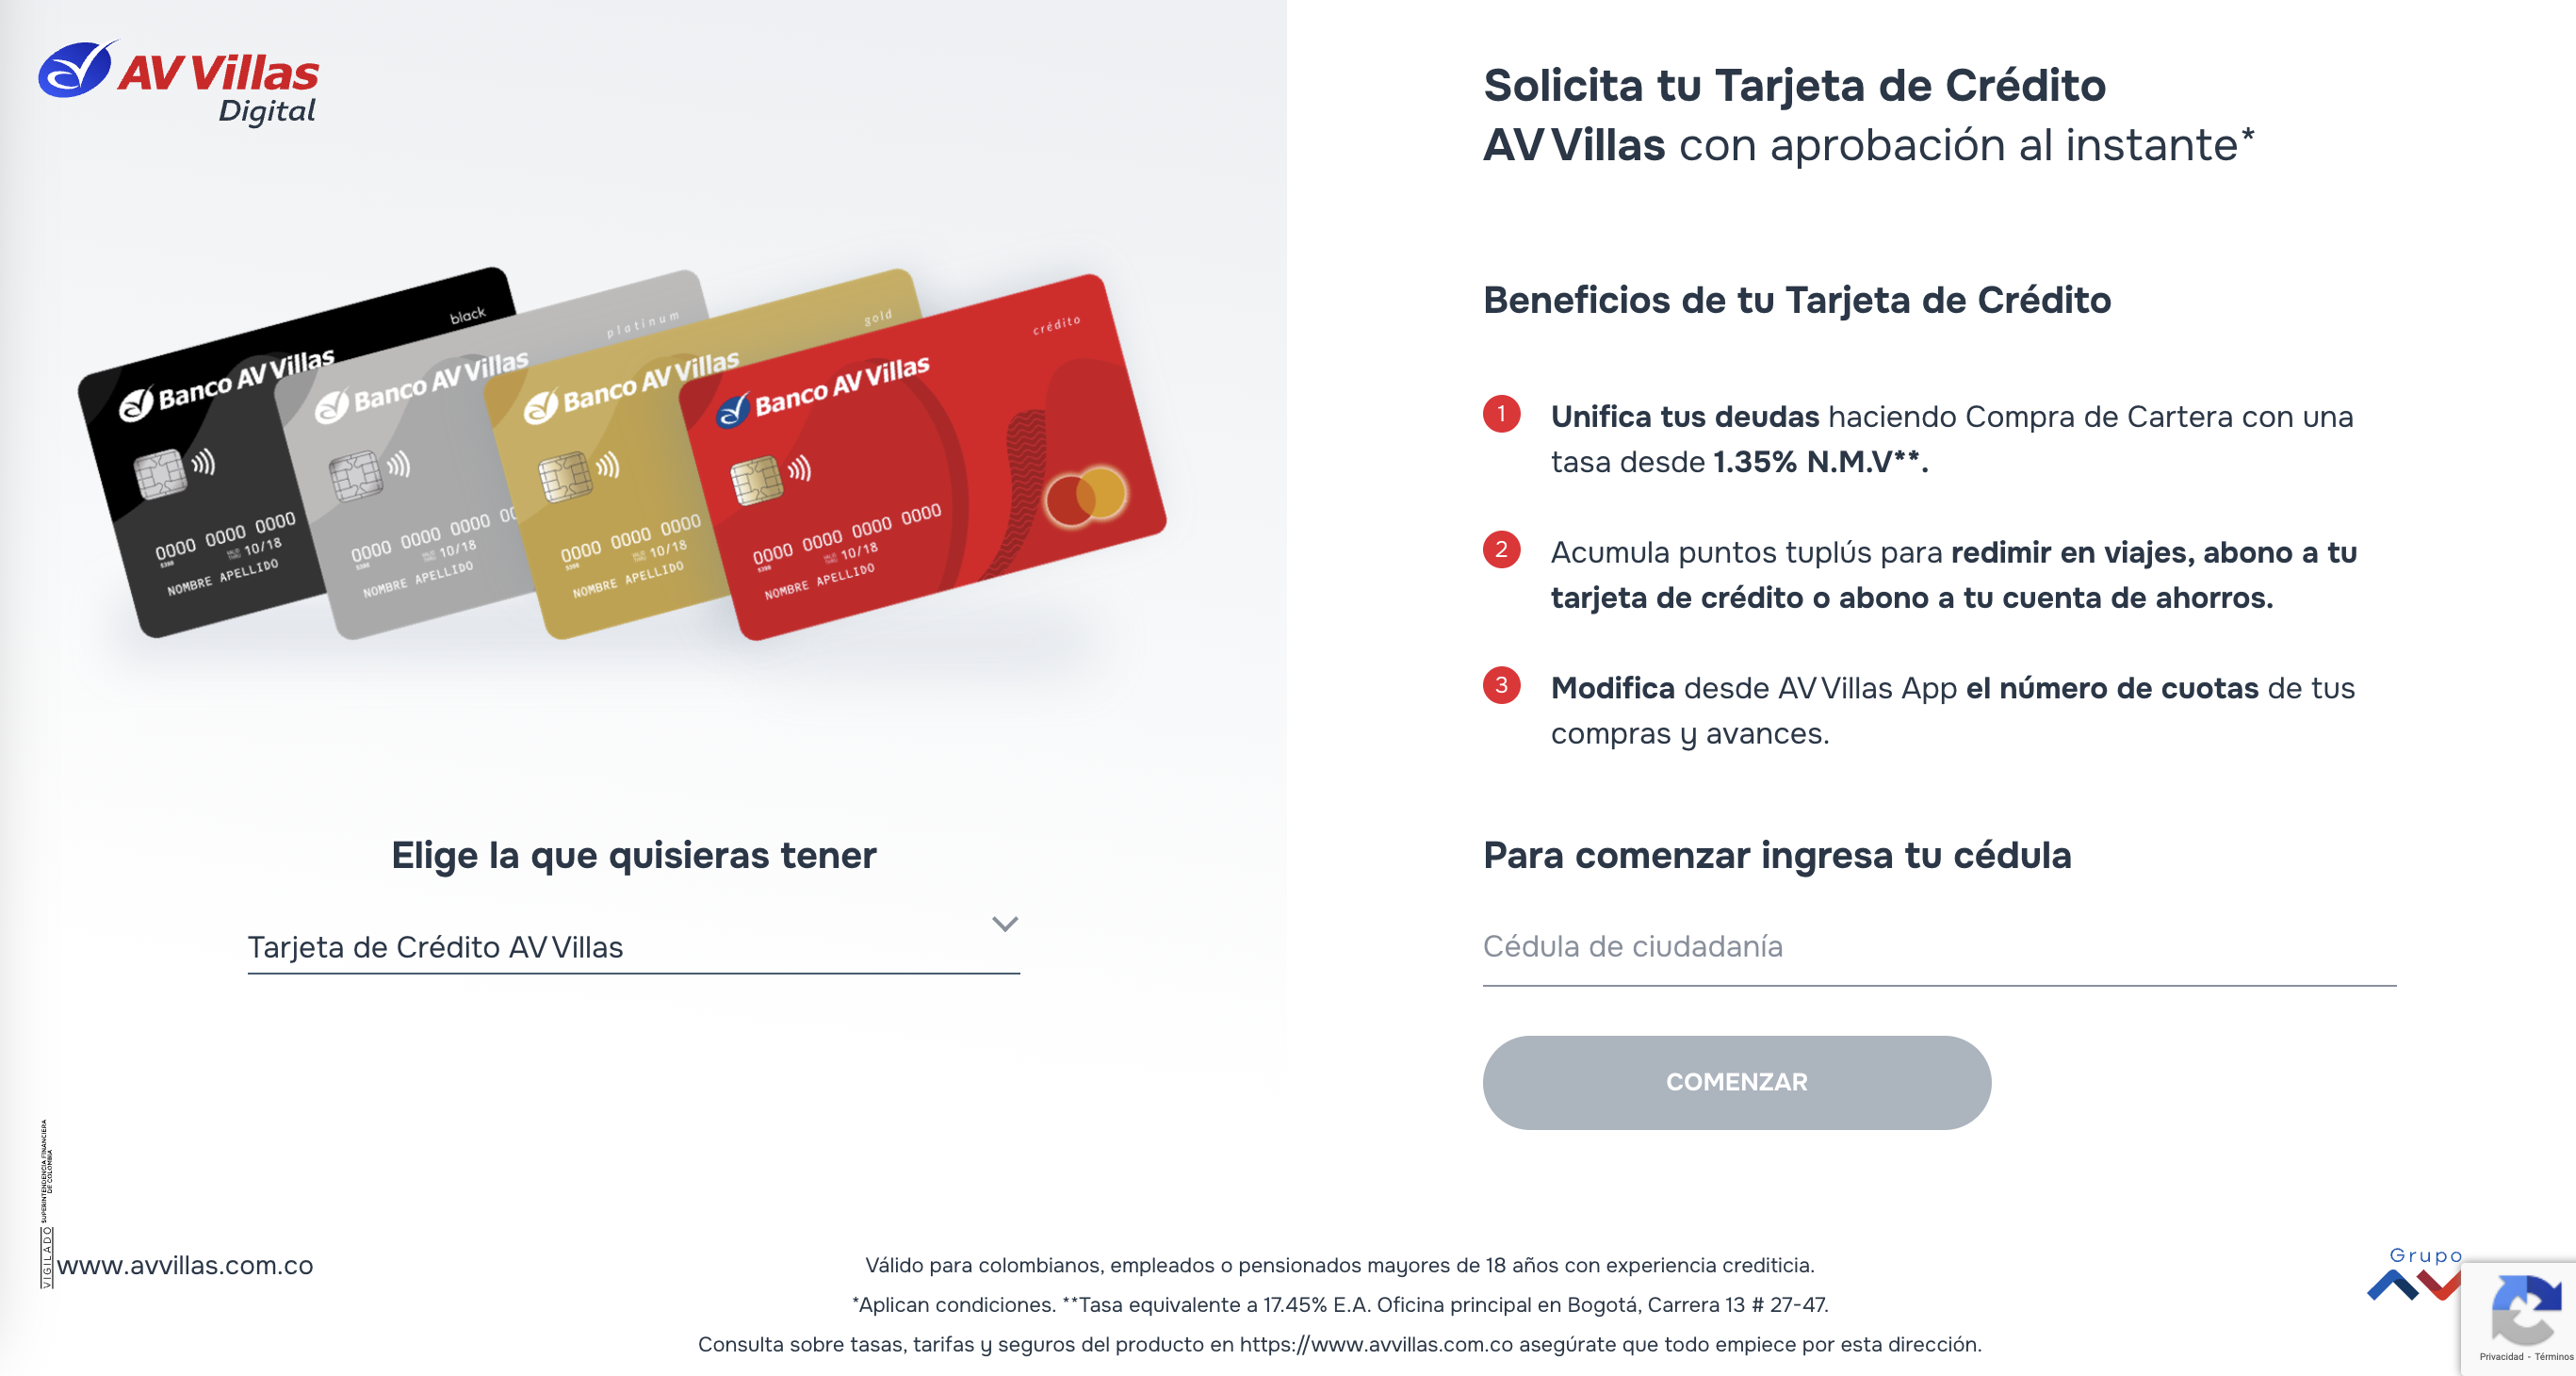 AV Villas
Digital
black
Banco AV Villas
0000 0000 0000
10/18
NOMBRE APELLIDO
platinum
Banco AV Villas
0000 0000 0000 00
10/18
NOMBRE APELLIDO
gold
Banco AV Villas
0000 0000 0000
10/18
NOMBRE APELLIDO
crédito
Banco AV Villas
0000 0000 0000 0000
10/18
NOMBRE APELLIDO
Elige la que quisieras tener
Tarjeta de Crédito AV Villas
Solicita tu Tarjeta de Crédito
AV Villas con aprobación al instante*
Beneficios de tu Tarjeta de Crédito
1 Unifica tus deudas haciendo Compra de Cartera con una
tasa desde 1.35% N.M.V**.
2 Acumula puntos tuplús para redimir en viajes, abono a tu
tarjeta de crédito o abono a tu cuenta de ahorros.
3 Modifica desde AV Villas App el número de cuotas de tus
compras y avances.
Para comenzar ingresa tu cédula
Cédula de ciudadanía
COMENZAR
VIGILADO SUPERINTENDENCIA FINANCIERA
DE COLOMBIA
www.avvillas.com.co
Válido para colombianos, empleados o pensionados mayores de 18 años con experiencia crediticia.
*Aplican condiciones. **Tasa equivalente a 17.45% E.A. Oficina principal en Bogotá, Carrera 13 # 27-47.
Consulta sobre tasas, tarifas y seguros del producto en https://www.avvillas.com.co asegúrate que todo empiece por esta dirección.
Grupo
Privacidad - Términos